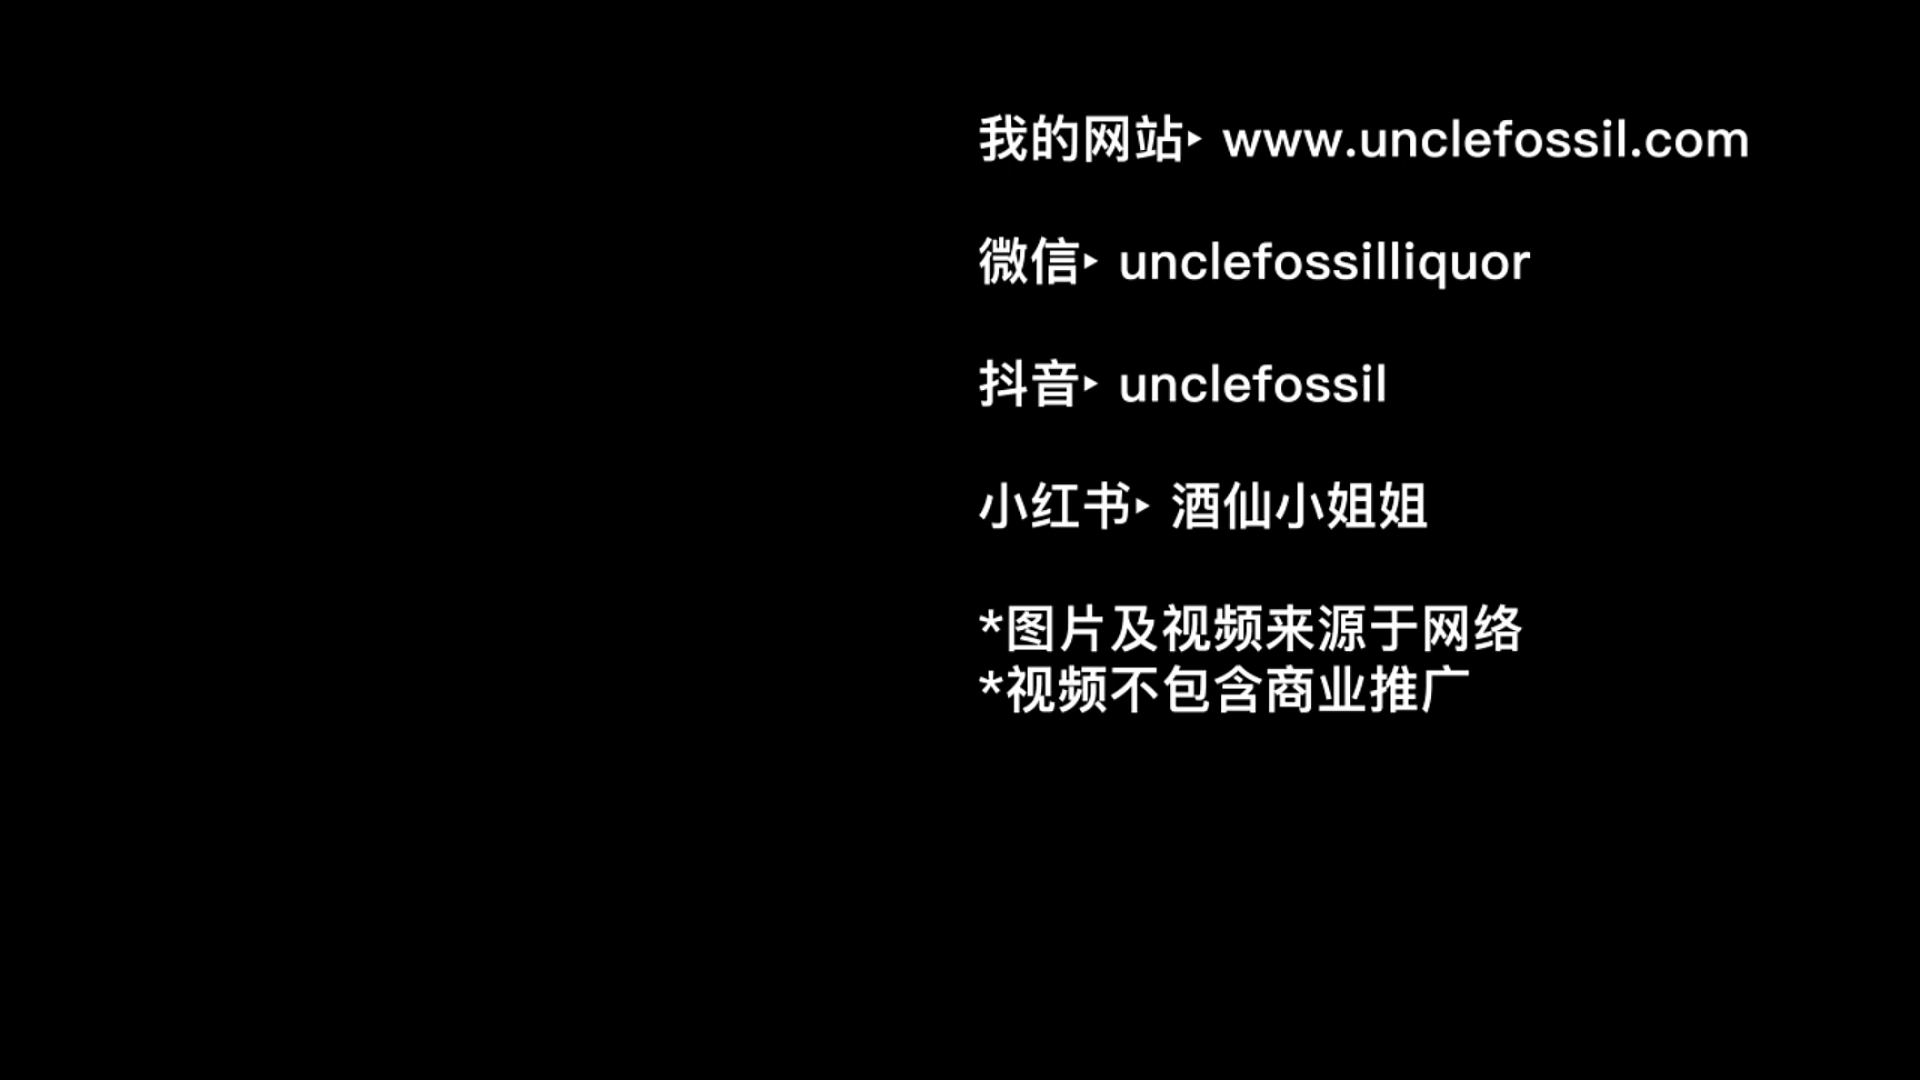 我的网站‣ www.unclefossil.com
微信‣ unclefossilliquor
抖音‣ unclefossil
小红书‣ 酒仙小姐姐
*图片及视频来源于网络
*视频不包含商业推广